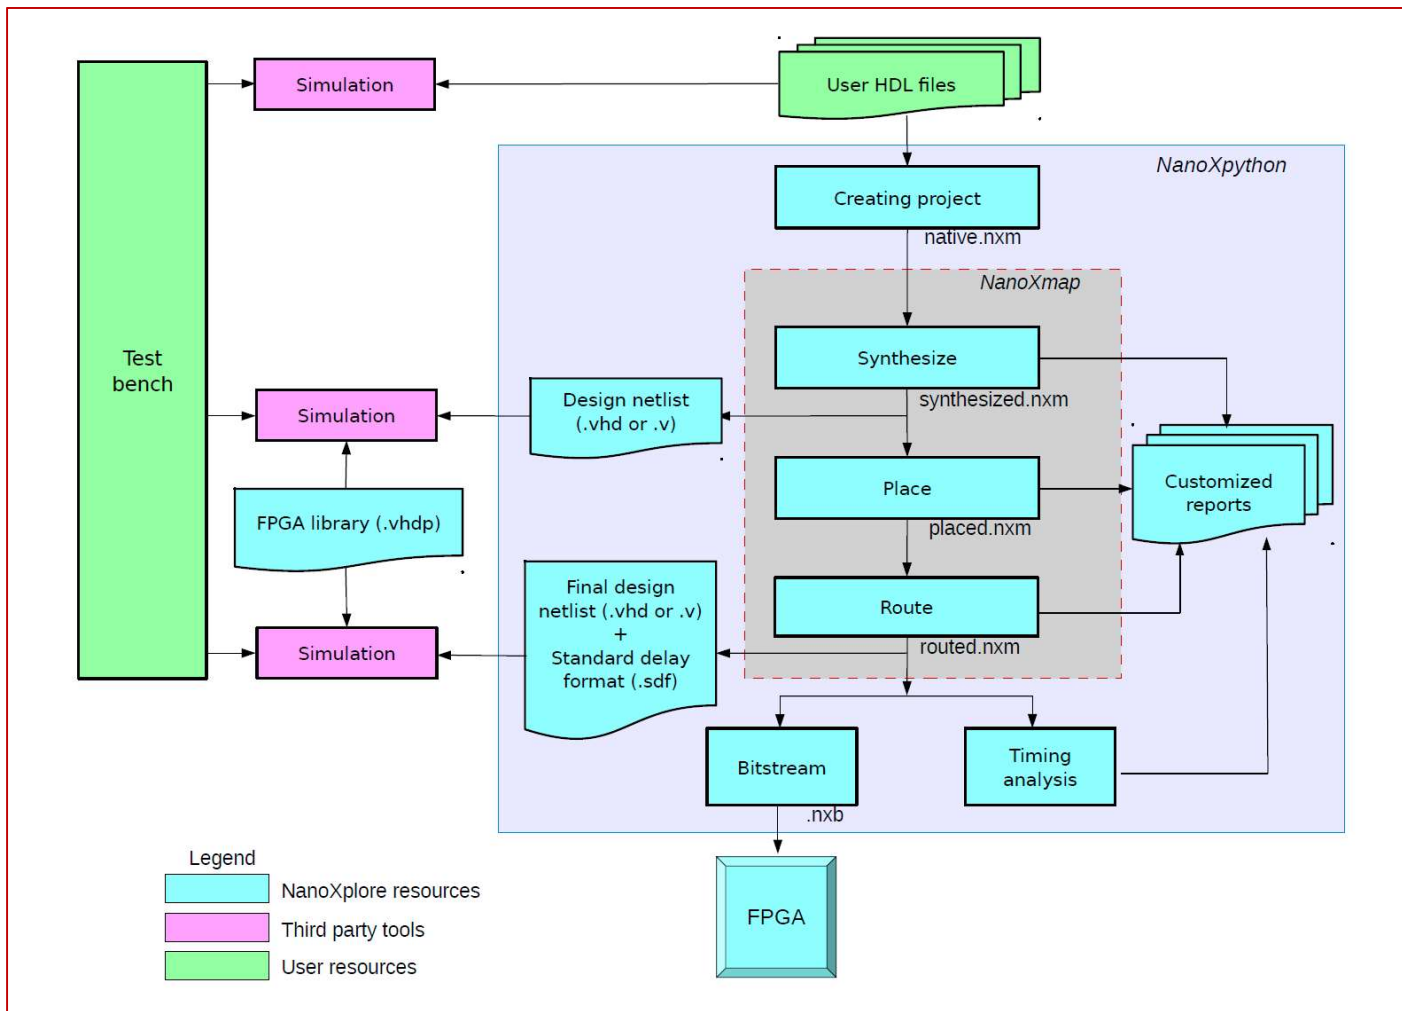 Simulation
User HDL files
NanoXpython
Creating project
native.nxm
NanoXmap
Test
bench
Synthesize
synthesized.nxm
Design netlist
(.vhd or .v)
Simulation
Place
placed.nxm
Customized
reports
FPGA library (.vhdp)
Final design
netlist (.vhd or .v)
+
Standard delay
format (.sdf)
Route
routed.nxm
Simulation
Bitstream
.nxb
Timing
analysis
FPGA
Legend
NanoXplore resources
Third party tools
User resources